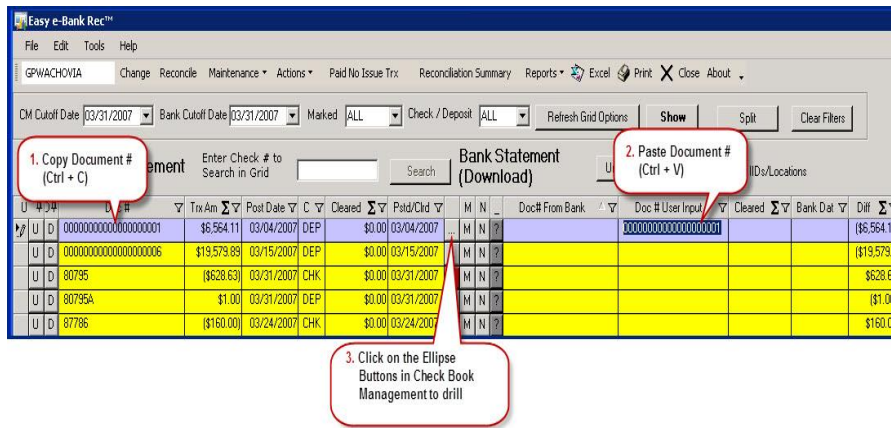 Easy e-Bank Rec™
File Edit Tools Help
GPWACHOVIA Change Reconcile Maintenance Actions Paid No Issue Trx Reconciliation Summary Reports Excel Print Close About
CM Cutoff Date 03/31/2007 Bank Cutoff Date 03/31/2007 Marked ALL Check / Deposit ALL Refresh Grid Options Show Split Clear Filters
1. Copy Document #
(Ctrl + C)
ement
Enter Check # to
Search in Grid
Search
Bank Statement
(Download)
2. Paste Document #
(Ctrl + V)
IDs/Locations
U # Trx Am Σ Post Date C Cleared Σ Pstd/Clrd M N _ Doc# From Bank Doc # User Input Cleared Σ Bank Dat Diff Σ
U D 00000000000000000001 $6,564.11 03/04/2007 DEP $0.00 03/04/2007 ... M N ? 00000000000000000001 ($6,564.1
U D 00000000000000000006 $19,579.89 03/15/2007 DEP $0.00 03/15/2007 M N ? ($19,579.
U D 80795 ($628.63) 03/31/2007 CHK $0.00 03/31/2007 M N ? $628.6
U D 80795A $1.00 03/31/2007 DEP $0.00 03/31/2007 M N ? ($1.00
U D 87786 ($160.00) 03/24/2007 CHK $0.00 03/24/2007 M N ? $160.0
3. Click on the Ellipse
Buttons in Check Book
Management to drill